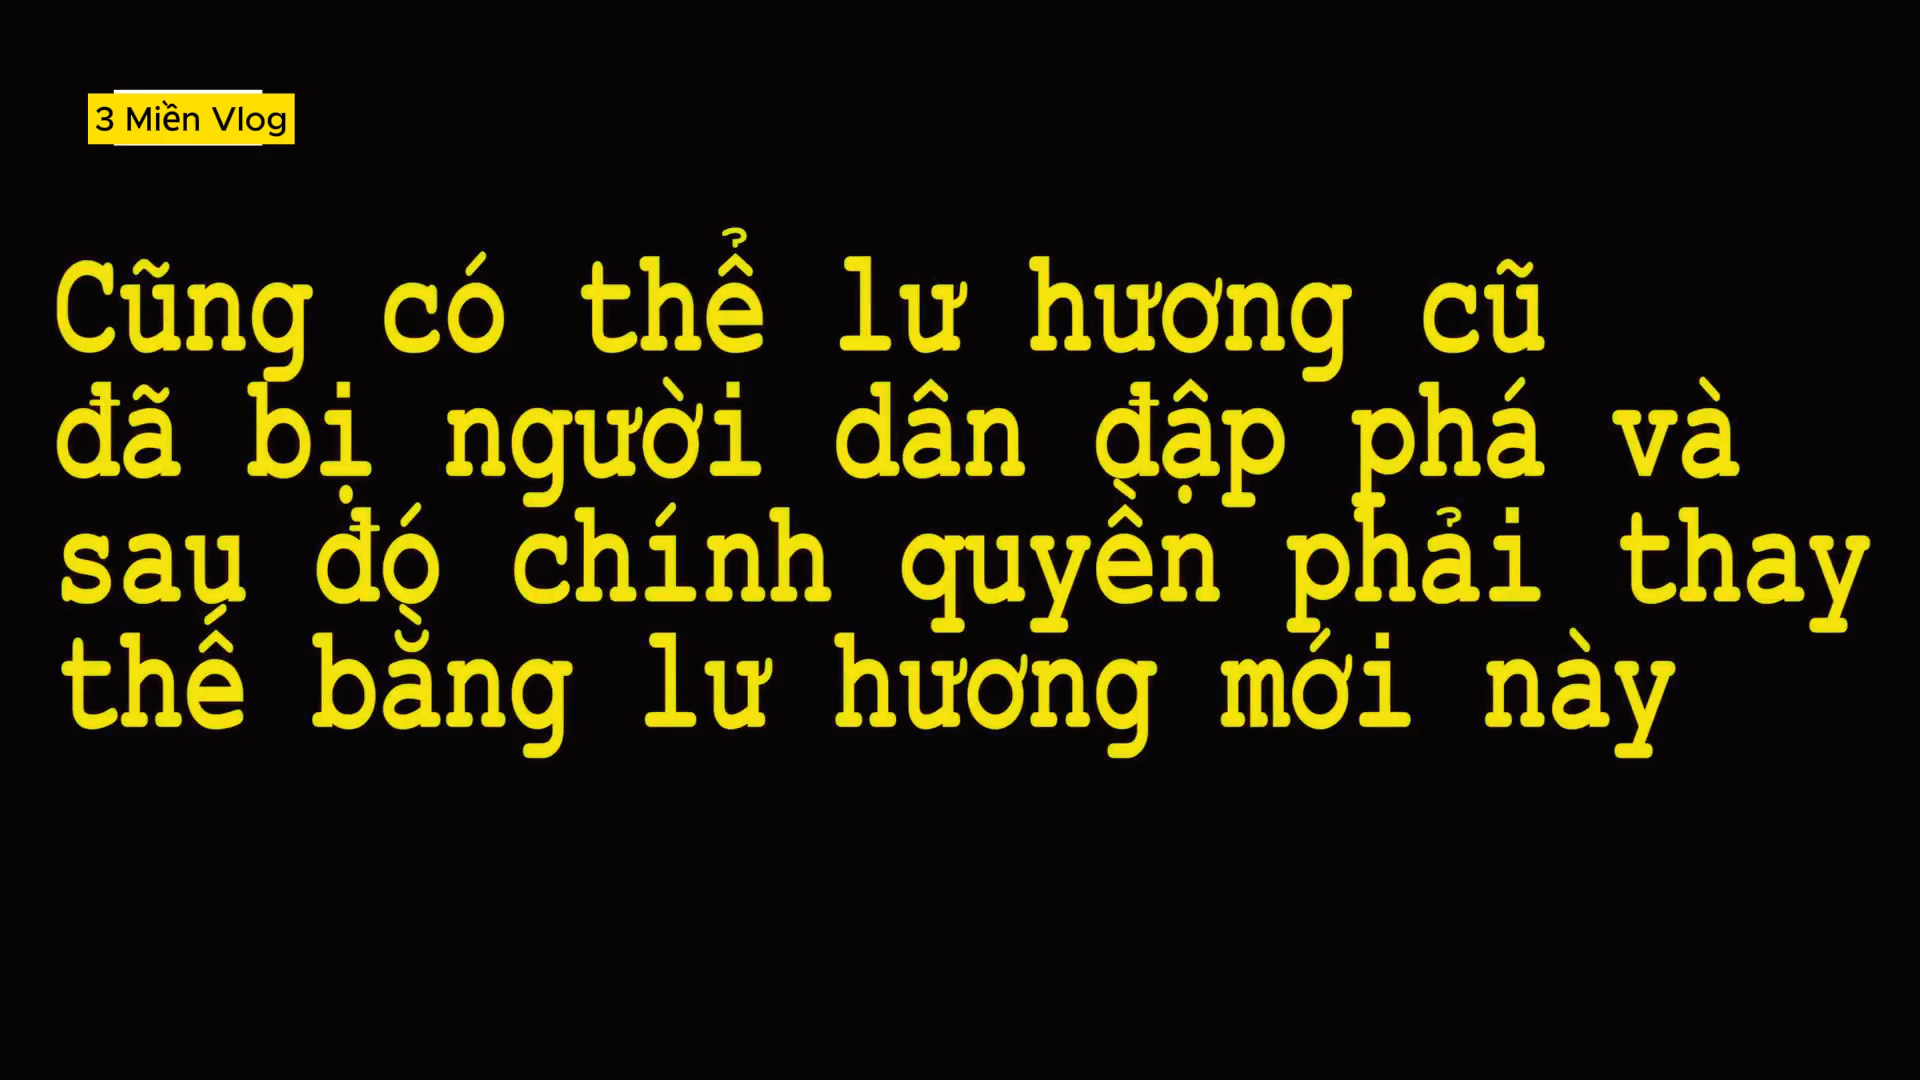 3 Miền Vlog
Cũng có thể lư hương cũ
đã bị người dân đập phá và
sau đó chính quyền phải thay
thế bằng lư hương mới này